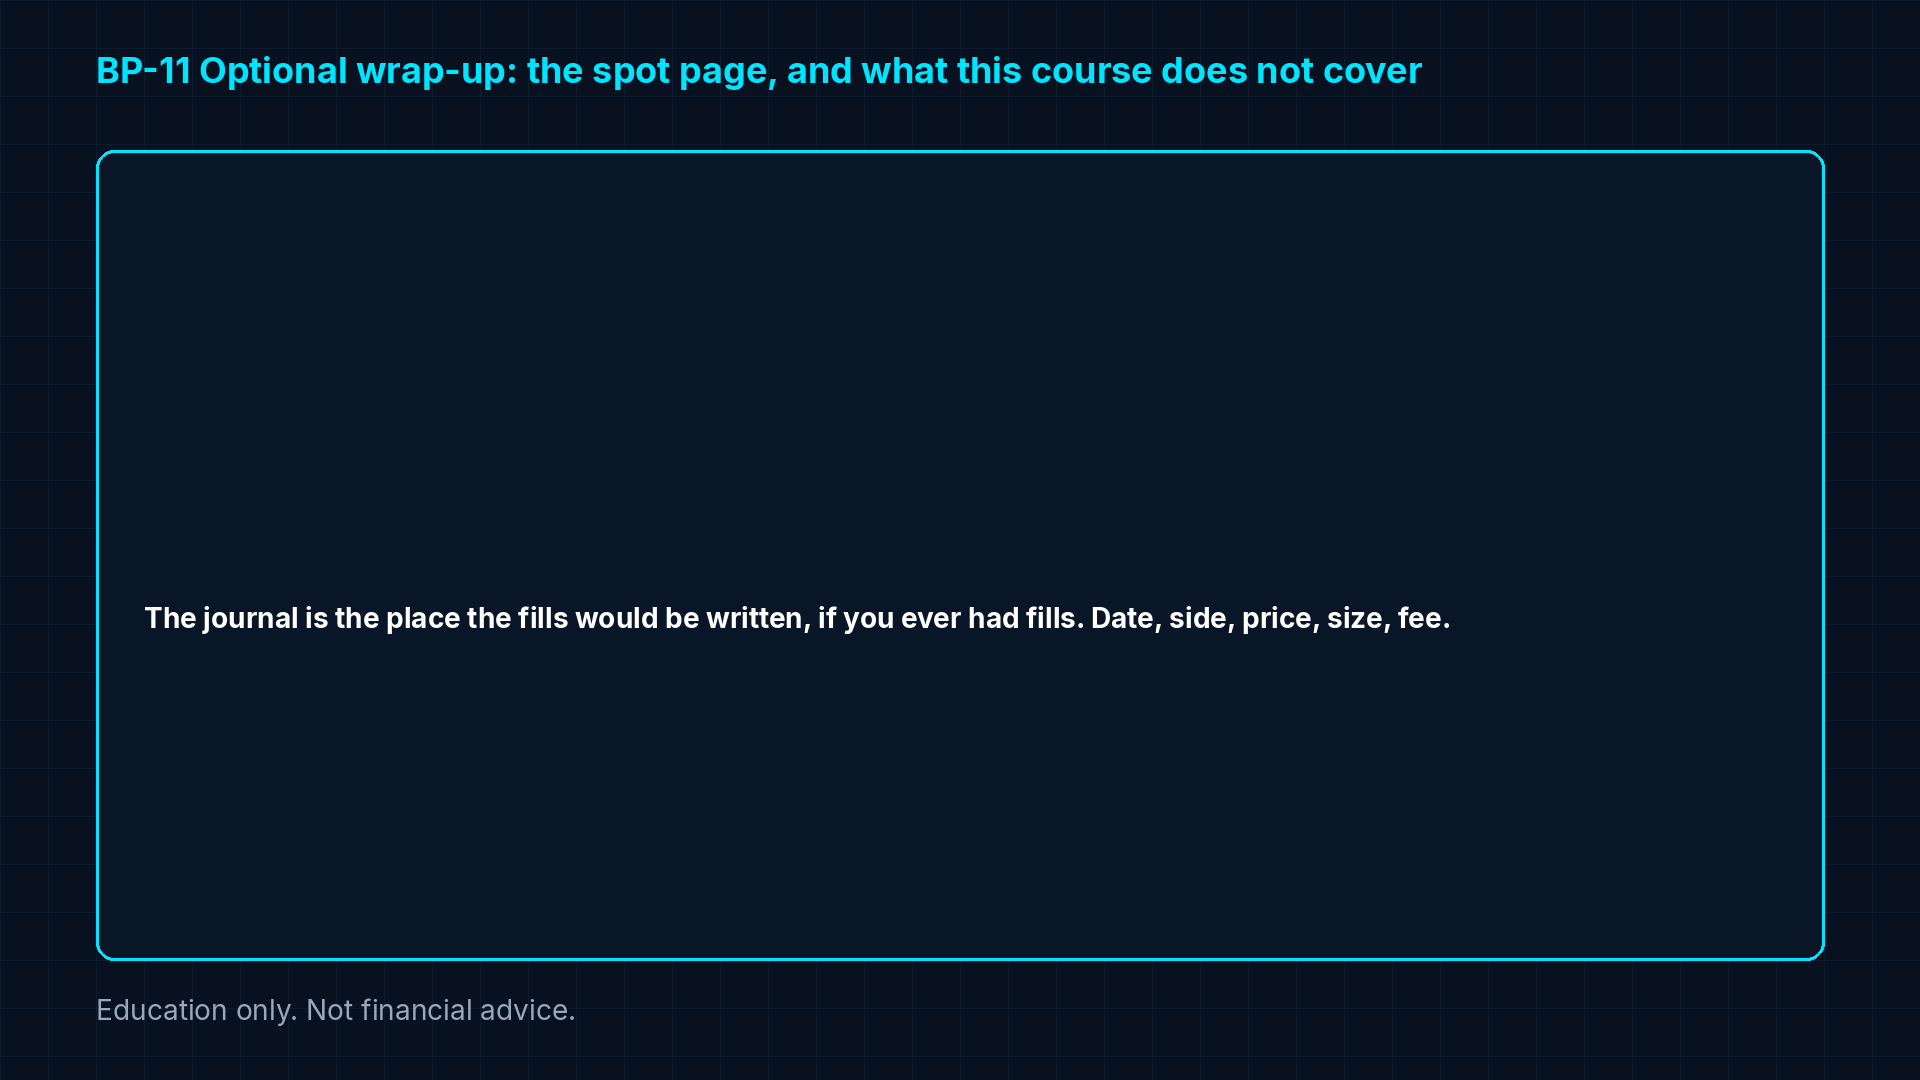 BP-11 Optional wrap-up: the spot page, and what this course does not cover
The journal is the place the fills would be written, if you ever had fills. Date, side, price, size, fee.
Education only. Not financial advice.